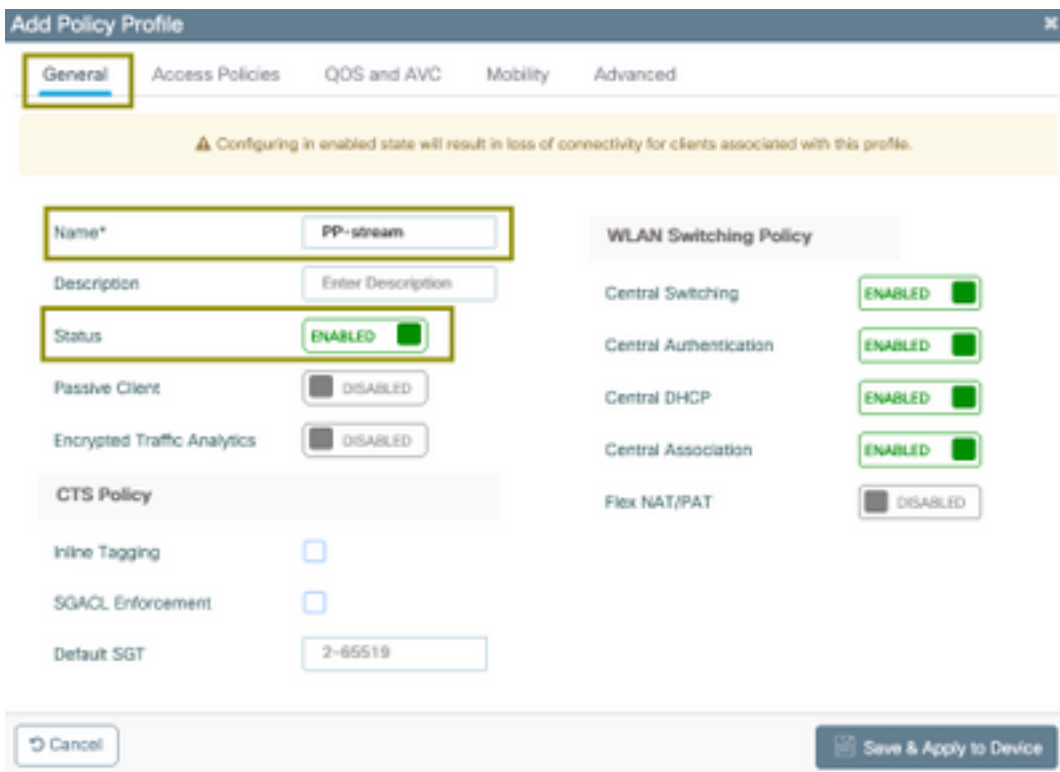 Add Policy Profile
General Access Policies QOS and AVC Mobility Advanced
Configuring in enabled state will result in loss of connectivity for clients associated with this profile.
Name* PP-stream
Description Enter Description
Status ENABLED
Passive Client DISABLED
Encrypted Traffic Analytics DISABLED
CTS Policy
Inline Tagging
SGACL Enforcement
Default SGT 2-65519
WLAN Switching Policy
Central Switching ENABLED
Central Authentication ENABLED
Central DHCP ENABLED
Central Association ENABLED
Flex NAT/PAT DISABLED
Cancel
Save & Apply to Device